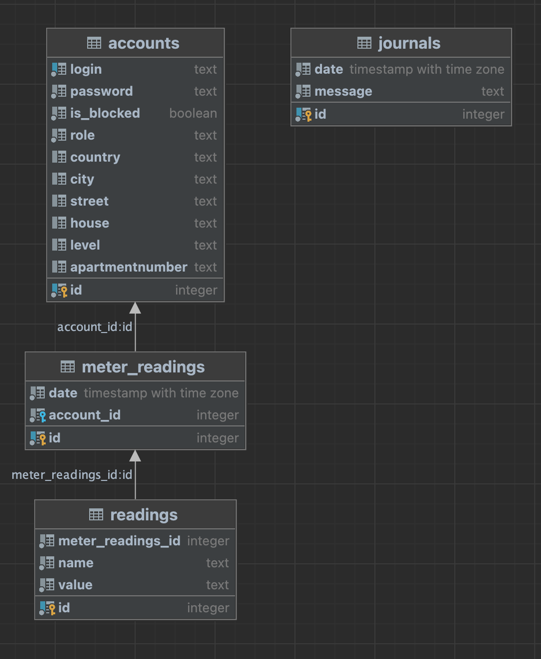 accounts
login text
password text
is_blocked boolean
role text
country text
city text
street text
house text
level text
apartmentnumber text
id integer
account_id:id
meter_readings
date timestamp with time zone
account_id integer
id integer
meter_readings_id:id
readings
meter_readings_id integer
name text
value text
id integer
journals
date timestamp with time zone
message text
id integer